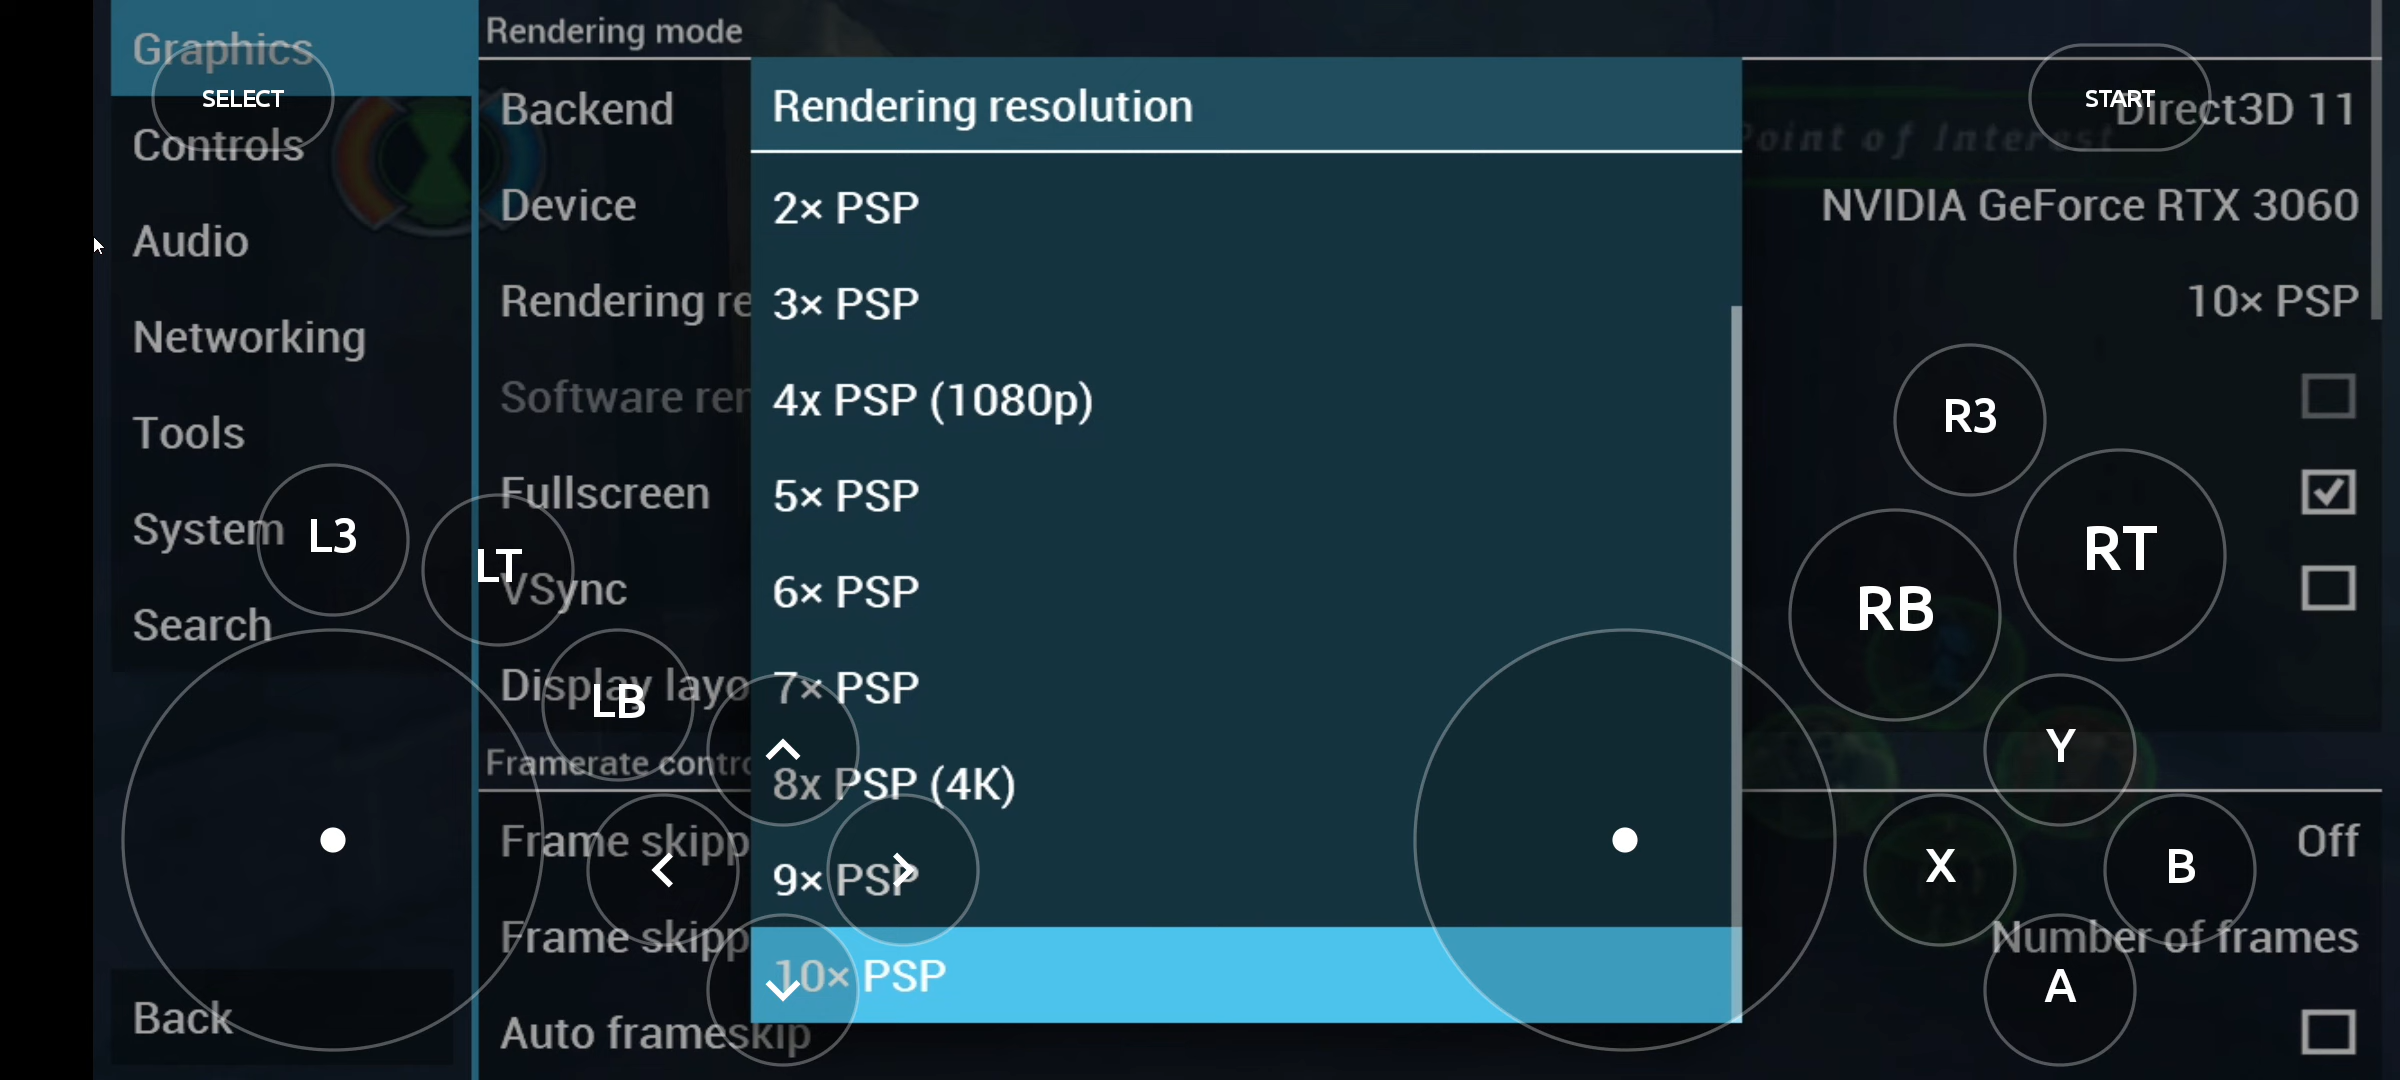 Graphics
SELECT
Controls
Audio
Networking
Tools
System
Search
Back
L3
LT
LB
Rendering mode
Backend
Direct3D 11
Device
NVIDIA GeForce RTX 3060
Rendering re
10× PSP
Software ren
Fullscreen
VSync
Display layo
Framerate contro
Frame skipp
Off
Frame skipp
Number of frames
Auto frameskip
Rendering resolution
2× PSP
3× PSP
4x PSP (1080p)
5× PSP
6× PSP
7× PSP
8x PSP (4K)
9× PSP
10× PSP
START
Point of Interest
R3
RT
RB
Y
X
B
A